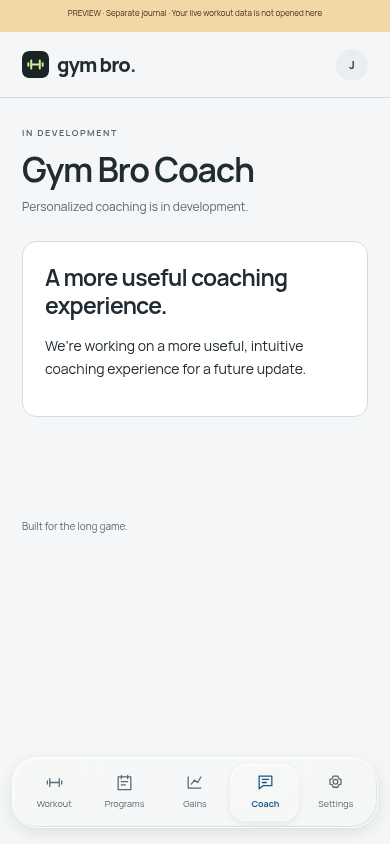 PREVIEW · Separate journal · Your live workout data is not opened here
gym bro.
J
IN DEVELOPMENT
Gym Bro Coach
Personalized coaching is in development.
A more useful coaching
experience.
We're working on a more useful, intuitive
coaching experience for a future update.
Built for the long game.
Workout
Programs
Gains
Coach
Settings